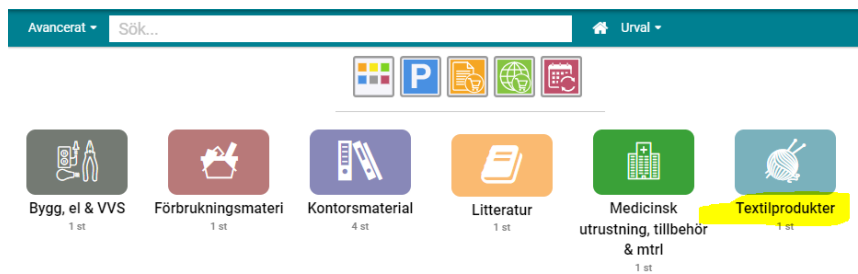 Avancerat
Sök...
Urval
P
Bygg, el & VVS
1 st
Förbrukningsmateri
1 st
Kontorsmaterial
4 st
Litteratur
1 st
Medicinsk
utrustning, tillbehör
& mtrl
1 st
Textilprodukter
1 st